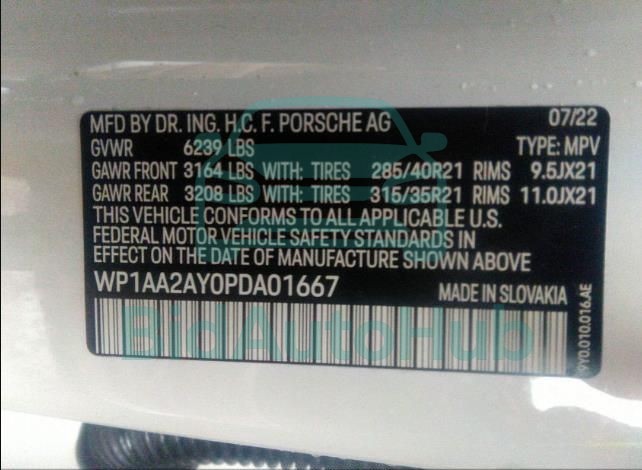 MFD BY DR. ING. H.C. F. PORSCHE AG 07/22
GVWR 6239 LBS TYPE: MPV
GAWR FRONT 3164 LBS WITH: TIRES 285/40R21 RIMS 9.5JX21
GAWR REAR 3208 LBS WITH: TIRES 315/35R21 RIMS 11.0JX21
THIS VEHICLE CONFORMS TO ALL APPLICABLE U.S.
FEDERAL MOTOR VEHICLE SAFETY STANDARDS IN
EFFECT ON THE DATE OF MANUFACTURE SHOWN ABOVE
WP1AA2AY0PDA01667 MADE IN SLOVAKIA
9Y0.010.016.AE
BidAutoHub